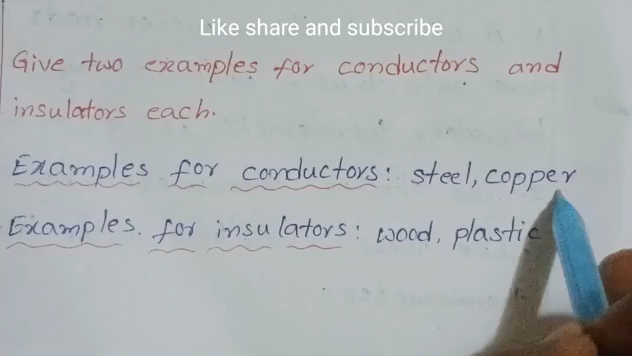 Like share and subscribe
Give two examples for conductors and
insulators each.
Examples for conductors: steel, copper
Examples. for insulators: wood, plastic